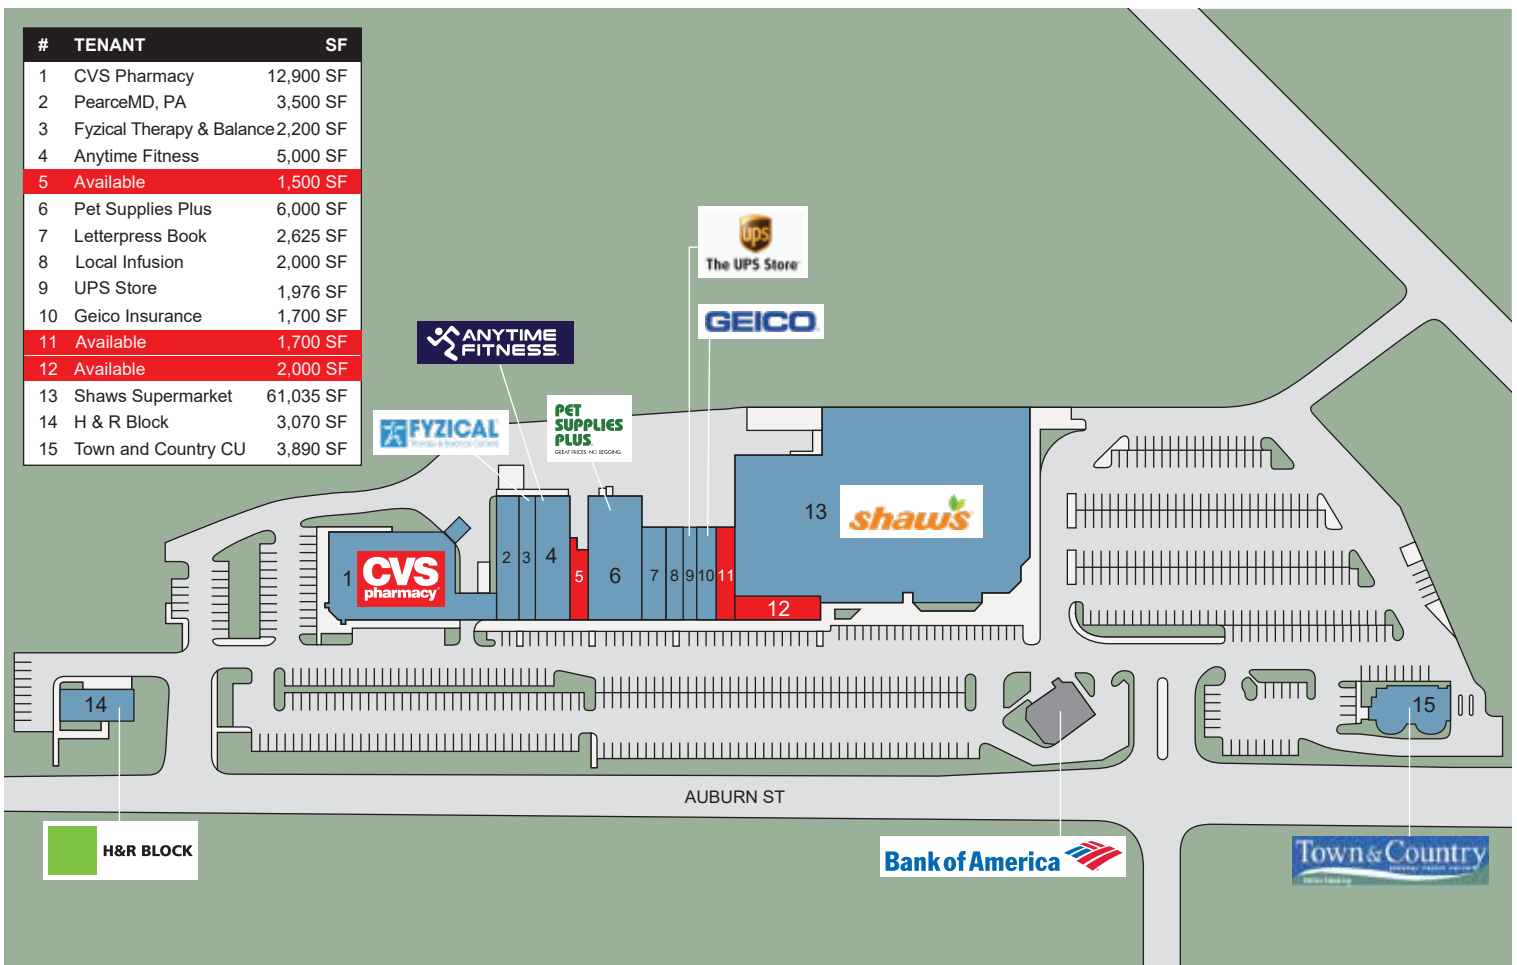 # TENANT SF
1 CVS Pharmacy 12,900 SF
2 PearceMD, PA 3,500 SF
3 Fyzical Therapy & Balance 2,200 SF
4 Anytime Fitness 5,000 SF
5 Available 1,500 SF
6 Pet Supplies Plus 6,000 SF
7 Letterpress Book 2,625 SF
8 Local Infusion 2,000 SF
9 UPS Store 1,976 SF
10 Geico Insurance 1,700 SF
11 Available 1,700 SF
12 Available 2,000 SF
13 Shaws Supermarket 61,035 SF
14 H & R Block 3,070 SF
15 Town and Country CU 3,890 SF
ups
The UPS Store
GEICO
ANYTIME
FITNESS
FYZICAL
PET
SUPPLIES
PLUS
GREAT PRICES. NO BEGGING.
13
shaw's
1
CVS
pharmacy
2
3
4
5
6
7
8
9
10
11
12
14
15
AUBURN ST
H&R BLOCK
Bank of America
Town & Country